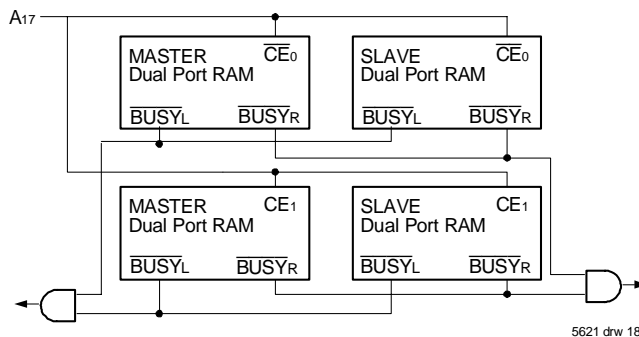 A17
MASTER CE0
Dual Port RAM
BUSYL BUSYR
SLAVE CE0
Dual Port RAM
BUSYL BUSYR
MASTER CE1
Dual Port RAM
BUSYL BUSYR
SLAVE CE1
Dual Port RAM
BUSYL BUSYR
5621 drw 18